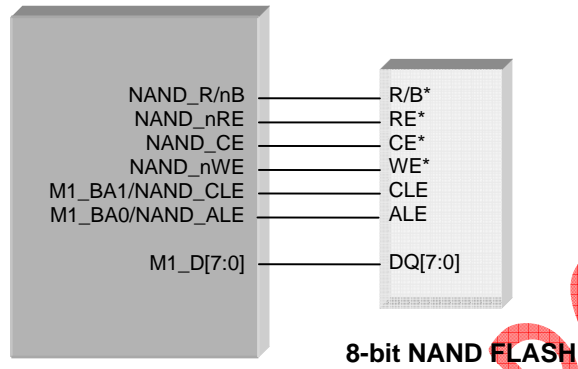 NAND_R/nB R/B*
NAND_nRE RE*
NAND_CE CE*
NAND_nWE WE*
M1_BA1/NAND_CLE CLE
M1_BA0/NAND_ALE ALE
M1_D[7:0] DQ[7:0]
8-bit NAND FLASH